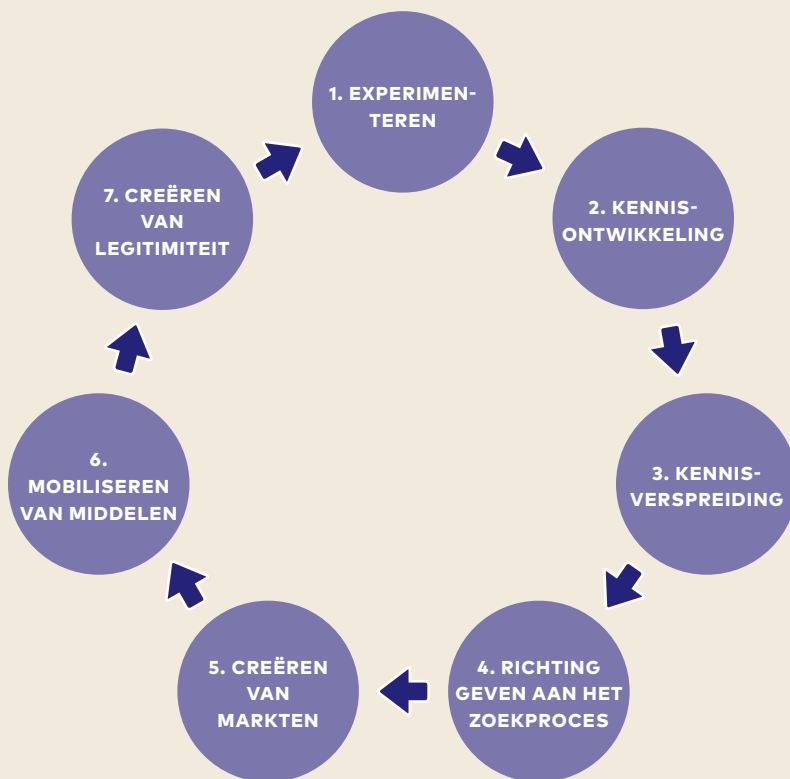 1. EXPERIMEN-
TEREN
2. KENNIS-
ONTWIKKELING
3. KENNIS-
VERSPREIDING
4. RICHTING
GEVEN AAN HET
ZOEKPROCES
5. CREËREN
VAN
MARKTEN
6.
MOBILISEREN
VAN MIDDELEN
7. CREËREN
VAN
LEGITIMITEIT